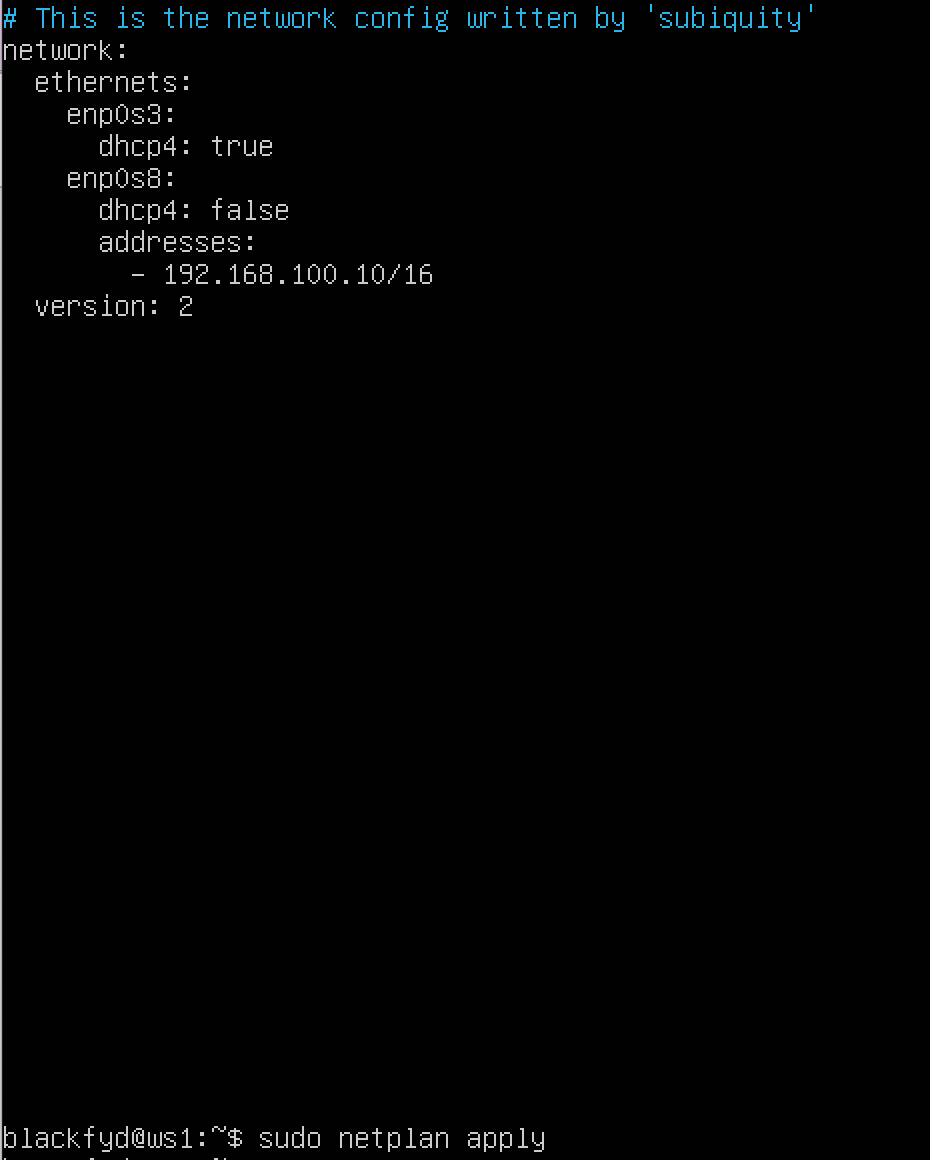 # This is the network config written by 'subiquity'
network:
  ethernets:
    enp0s3:
      dhcp4: true
    enp0s8:
      dhcp4: false
      addresses:
        - 192.168.100.10/16
  version: 2
blackfyd@ws1:~$ sudo netplan apply